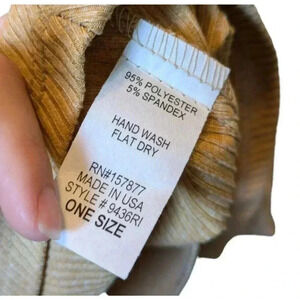 95% POLYESTER
5% SPANDEX
HAND WASH
FLAT DRY
RN#157877
MADE IN USA
STYLE # 9436RI
ONE SIZE